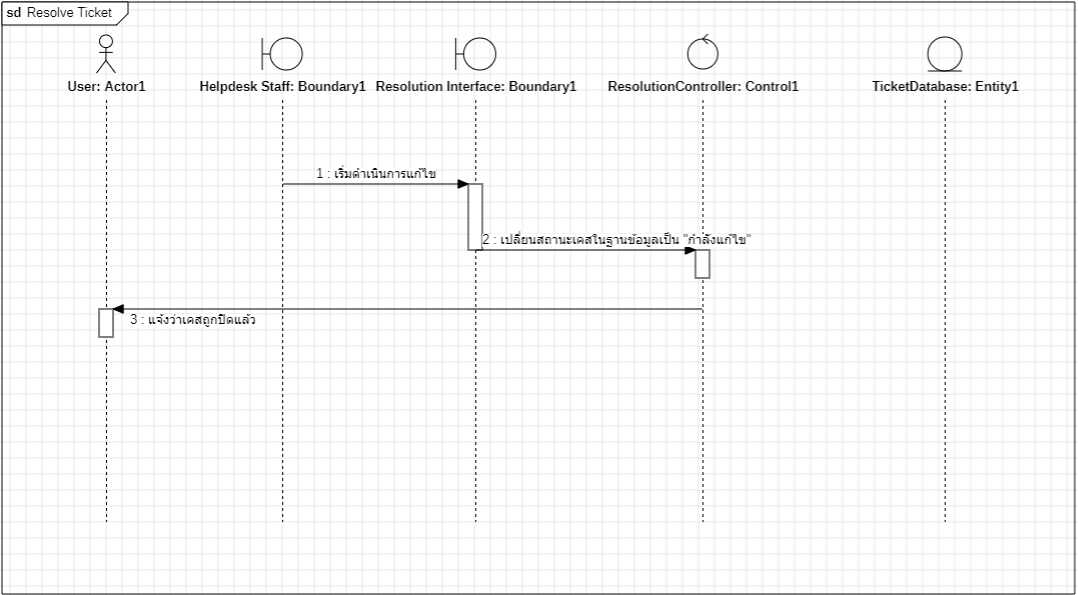 sd Resolve Ticket
User: Actor1
Helpdesk Staff: Boundary1
Resolution Interface: Boundary1
ResolutionController: Control1
TicketDatabase: Entity1
1 : เริ่มดำเนินการแก้ไข
2 : เปลี่ยนสถานะเคสในฐานข้อมูลเป็น "กำลังแก้ไข"
3 : แจ้งว่าเคสถูกปิดแล้ว